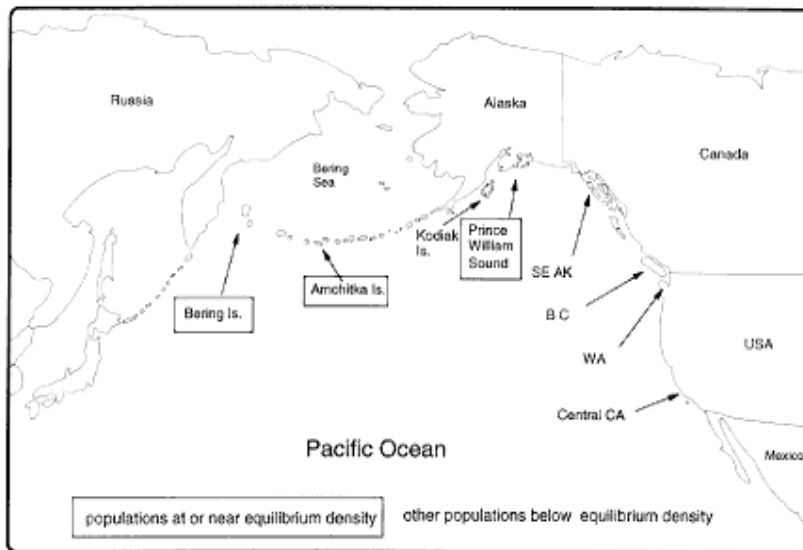 Russia
Alaska
Canada
Bering
Sea
Kodiak
Is.
Prince
William
Sound
SE AK
Bering Is.
Amchitka Is.
B C
WA
USA
Central CA
Pacific Ocean
Mexico
populations at or near equilibrium density
other populations below equilibrium density